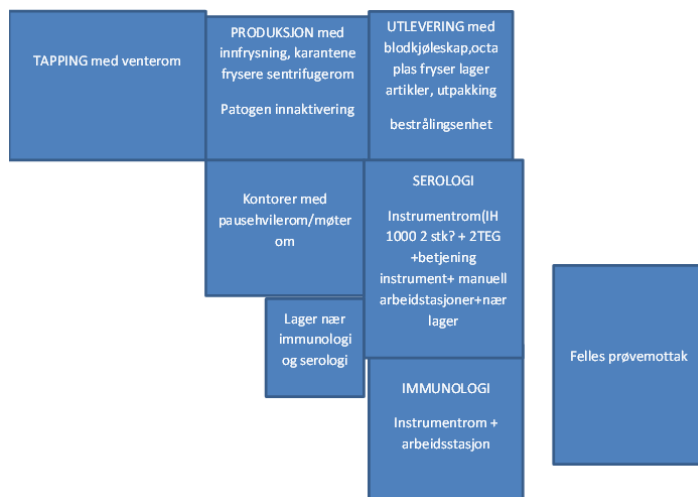 TAPPING med venterom
PRODUKSJON med
innfrysning, karantene
frysere sentrifugerom
Patogen innaktivering
UTLEVERING med
blodkjøleskap,octa
plas fryser lager
artikler, utpakking
bestrålingsenhet
Kontorer med
pausehvilerom/møter
om
SEROLOGI
Instrumentrom(IH
1000 2 stk? + 2TEG
+betjening
instrument+ manuell
arbeidstasjoner+nær
lager
Lager nær
immunologi
og serologi
Felles prøvemottak
IMMUNOLOGI
Instrumentrom +
arbeidsstasjon